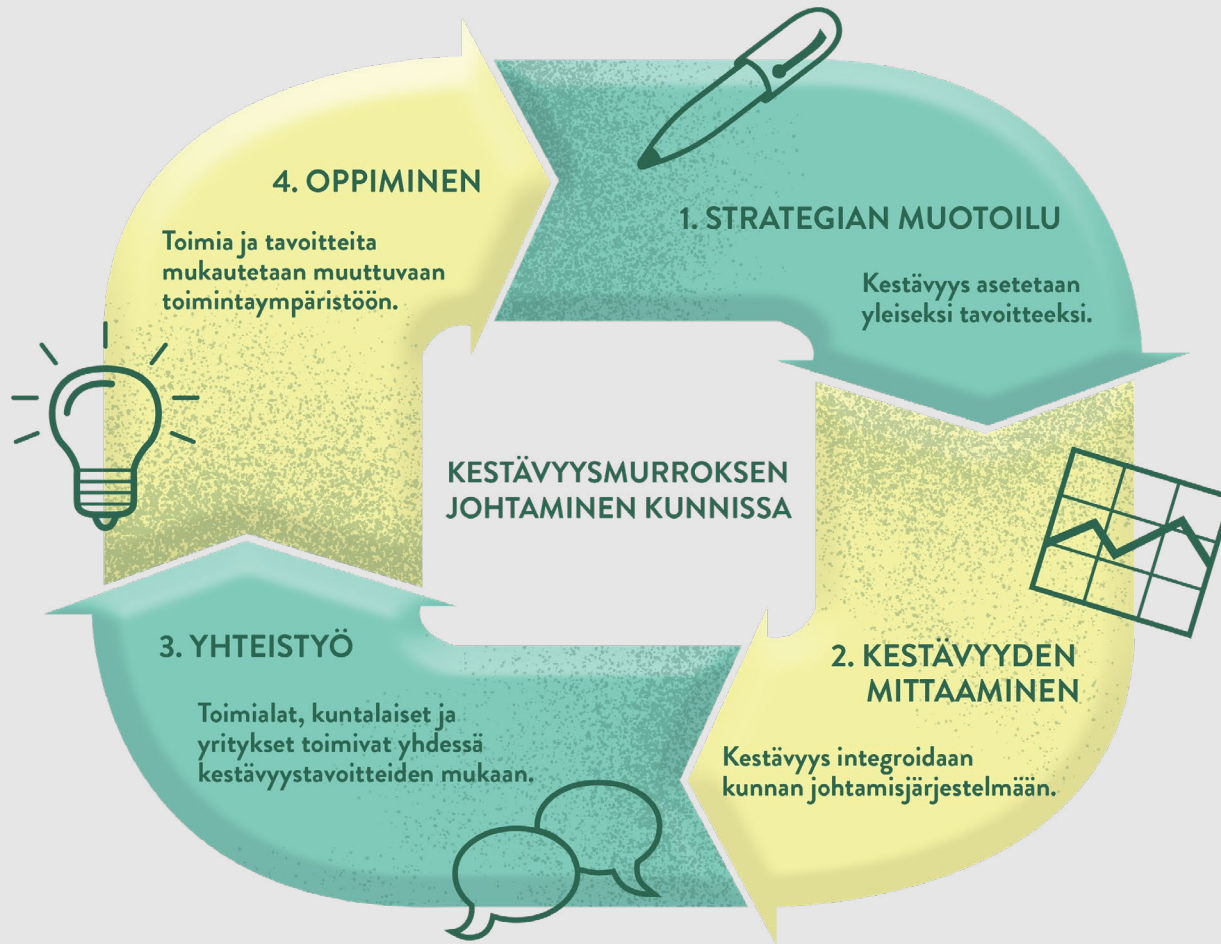 KESTÄVYYSMURROKSEN
JOHTAMINEN KUNNISSA
1. STRATEGIAN MUOTOILU
Kestävyys asetetaan
yleiseksi tavoitteeksi.
2. KESTÄVYYDEN
MITTAAMINEN
Kestävyys integroidaan
kunnan johtamisjärjestelmään.
3. YHTEISTYÖ
Toimialat, kuntalaiset ja
yritykset toimivat yhdessä
kestävyystavoitteiden mukaan.
4. OPPIMINEN
Toimia ja tavoitteita
mukautetaan muuttuvaan
toimintaympäristöön.